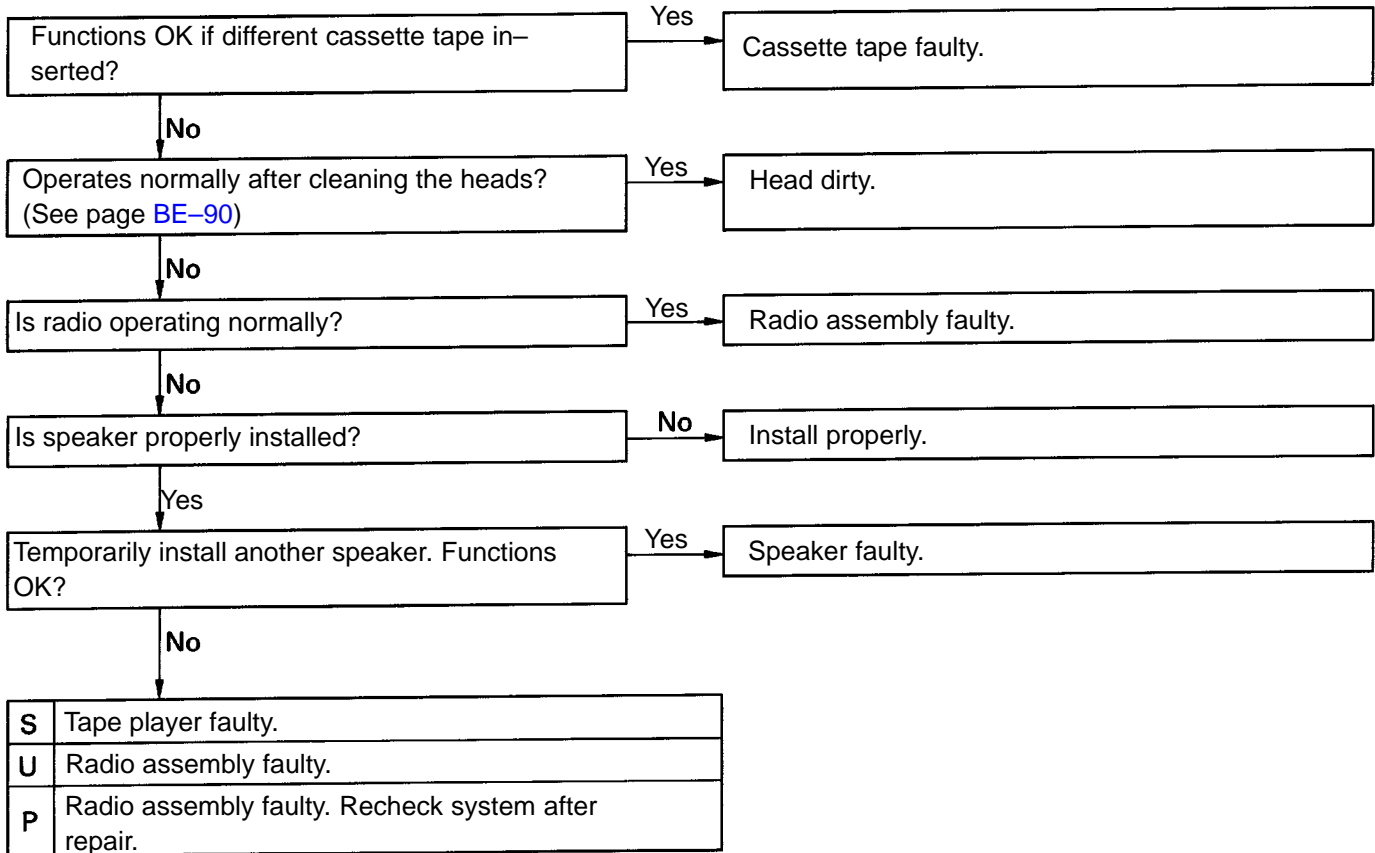 Functions OK if different cassette tape in–
serted?
Yes
Cassette tape faulty.
No
Operates normally after cleaning the heads?
(See page BE–90)
Yes
Head dirty.
No
Is radio operating normally?
Yes
Radio assembly faulty.
No
Is speaker properly installed?
No
Install properly.
Yes
Temporarily install another speaker. Functions
OK?
Yes
Speaker faulty.
No
S Tape player faulty.
U Radio assembly faulty.
P Radio assembly faulty. Recheck system after
repair.